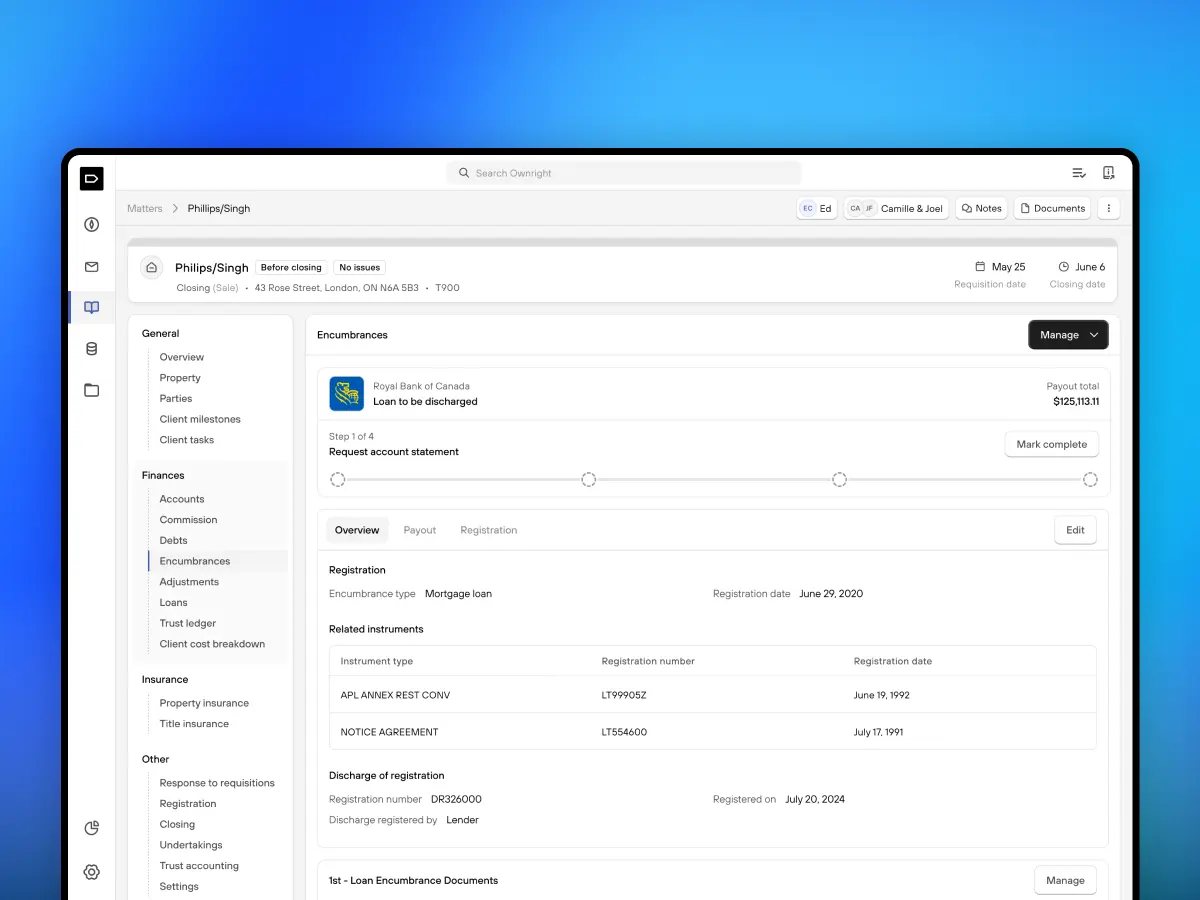 Search Ownright
Matters > Phillips/Singh
EC Ed
CA JF Camille & Joel
Notes
Documents
Philips/Singh Before closing No issues
Closing (Sale) • 43 Rose Street, London, ON N6A 5B3 • T900
May 25
Requisition date
June 6
Closing date
General
Overview
Property
Parties
Client milestones
Client tasks
Finances
Accounts
Commission
Debts
Encumbrances
Adjustments
Loans
Trust ledger
Client cost breakdown
Insurance
Property insurance
Title insurance
Other
Response to requisitions
Registration
Closing
Undertakings
Trust accounting
Settings
Encumbrances
Manage
Royal Bank of Canada
Loan to be discharged
Payout total
$125,113.11
Step 1 of 4
Request account statement
Mark complete
Overview Payout Registration
Edit
Registration
Encumbrance type Mortgage loan
Registration date June 29, 2020
Related instruments
Instrument type Registration number Registration date
APL ANNEX REST CONV LT99905Z June 19, 1992
NOTICE AGREEMENT LT554600 July 17, 1991
Discharge of registration
Registration number DR326000
Registered on July 20, 2024
Discharge registered by Lender
1st - Loan Encumbrance Documents
Manage